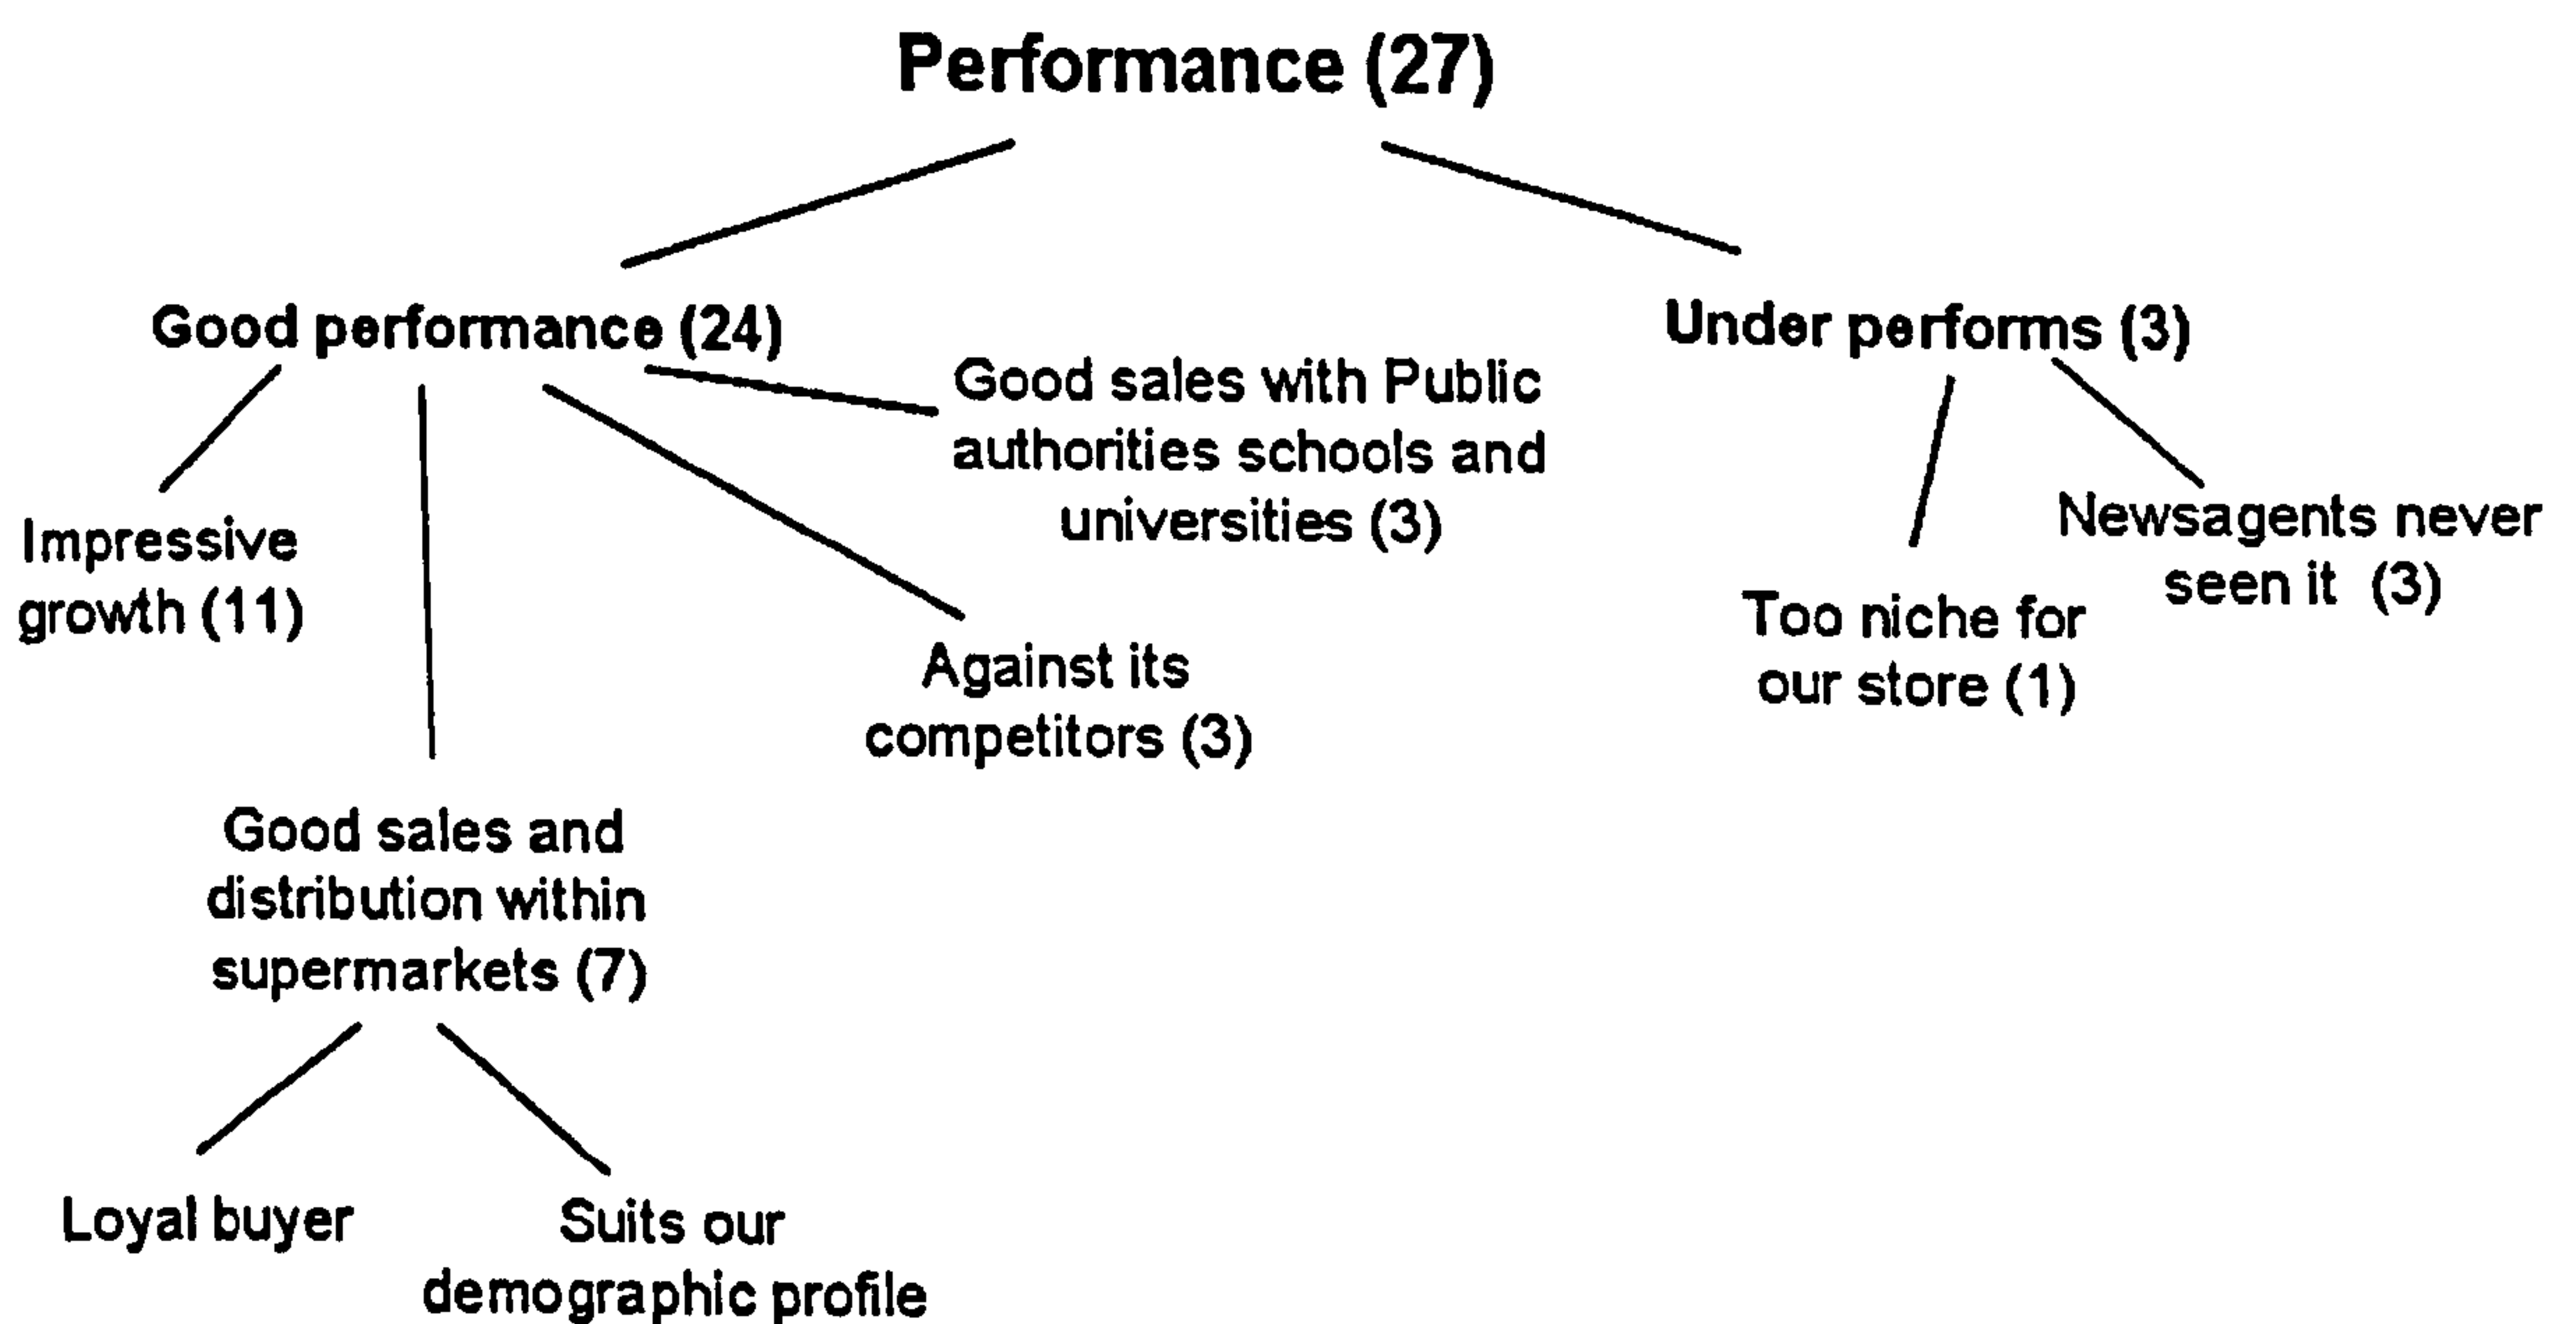 Performance (27)
Good performance (24)
Under performs (3)
Good sales with Public
authorities schools and
universities (3)
Impressive
growth (11)
Newsagents never
seen it (3)
Too niche for
our store (1)
Against its
competitors (3)
Good sales and
distribution within
supermarkets (7)
Loyal buyer
Suits our
demographic profile